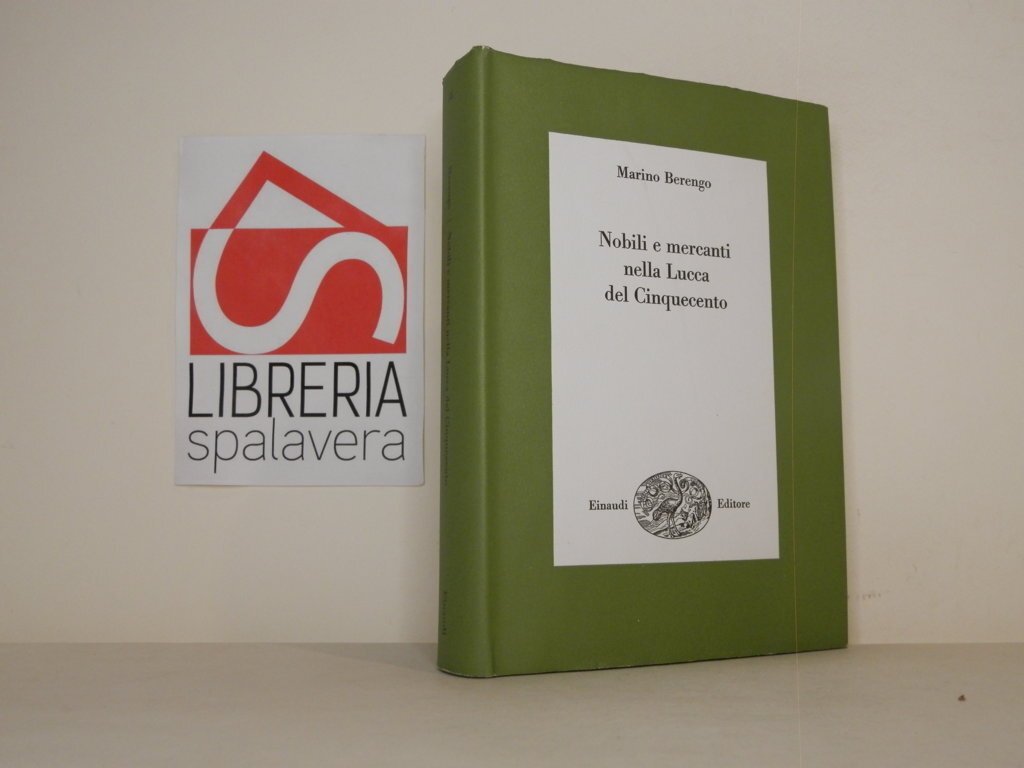 LIBRERIA
spalavera
Marino Berengo
Nobili e mercanti
nella Lucca
del Cinquecento
Einaudi Editore